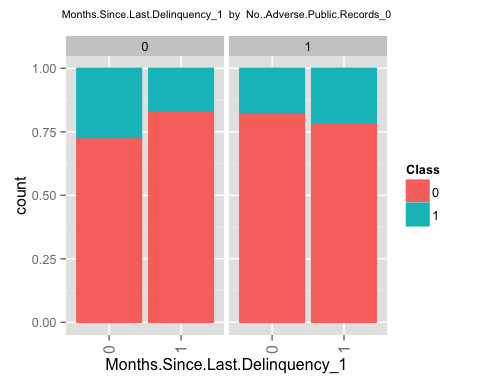 Months.Since.Last.Delinquency_1 by No..Adverse.Public.Records_0
0 1
1.00
0.75
0.50
0.25
0.00
count
0 1 0 1
Months.Since.Last.Delinquency_1
Class
0
1